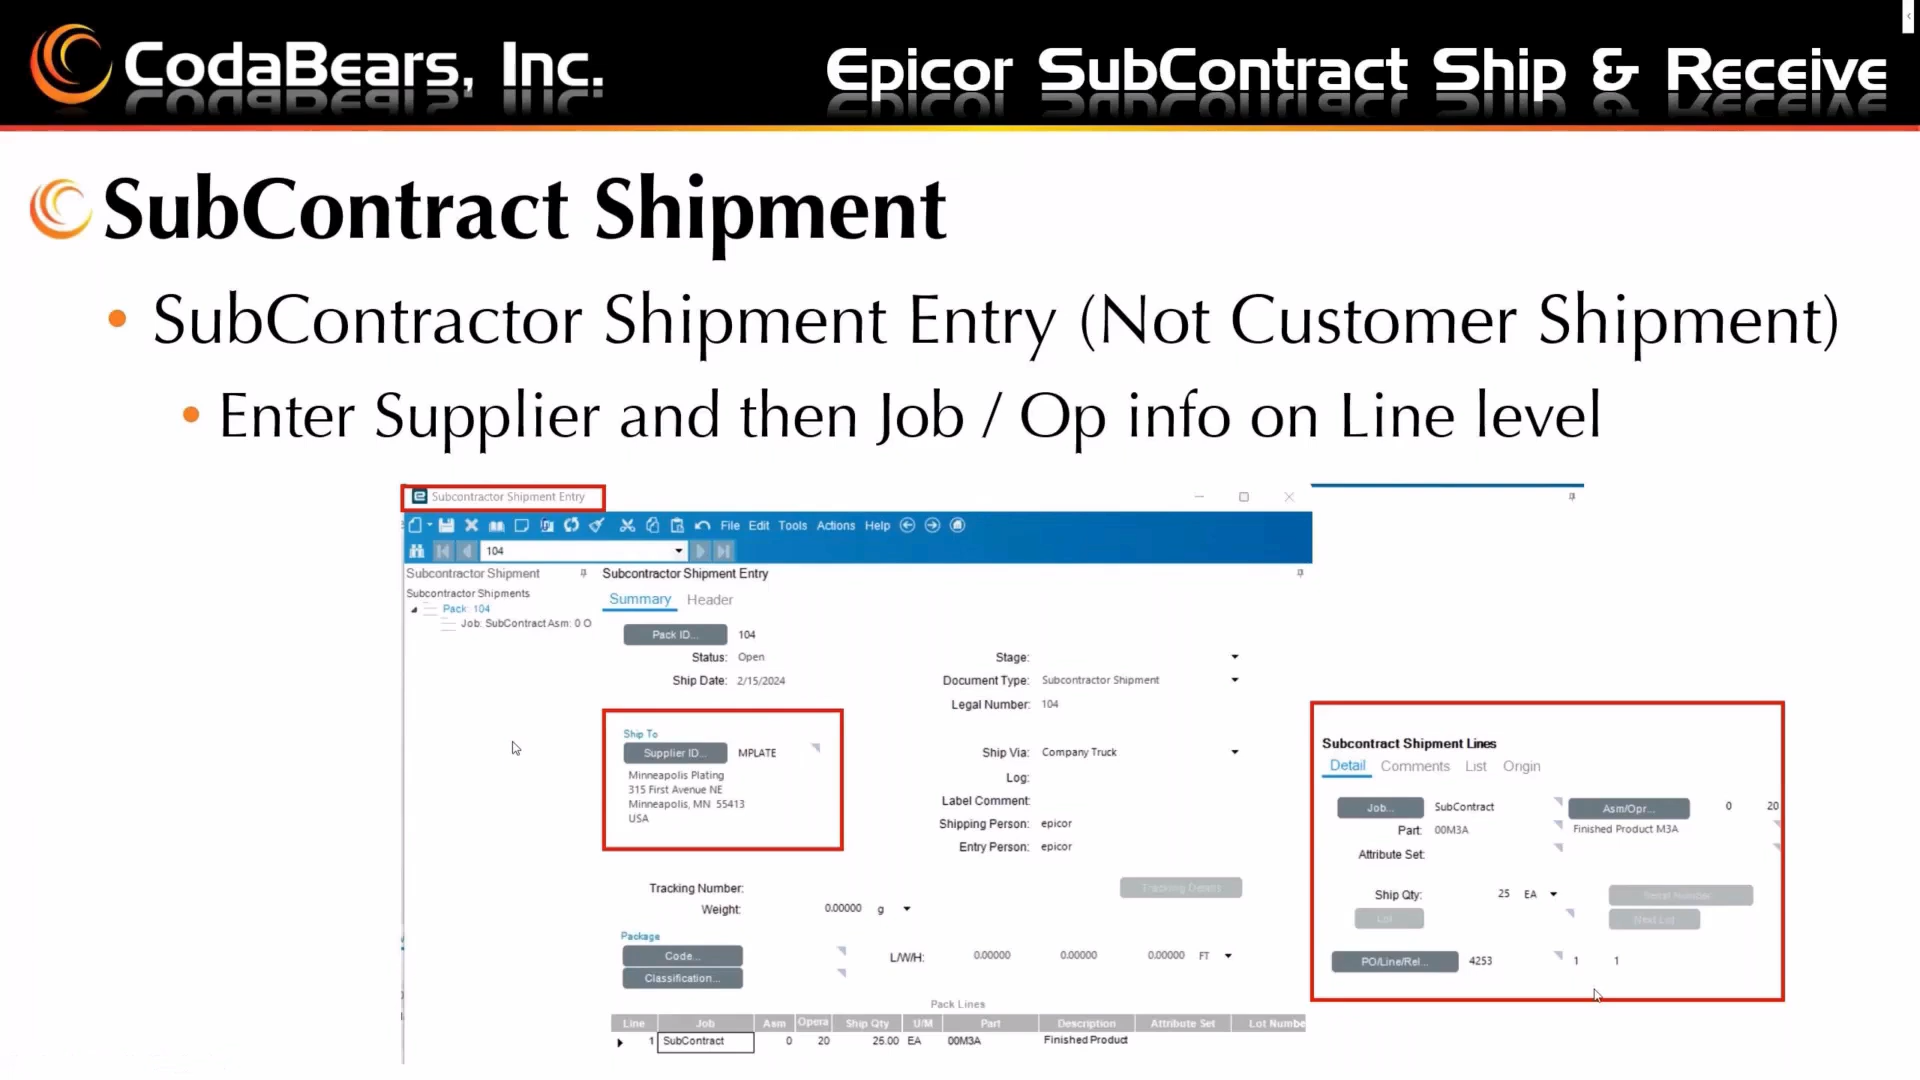 CodaBears, Inc.
Epicor SubContract Ship & Receive
SubContract Shipment
• SubContractor Shipment Entry (Not Customer Shipment)
• Enter Supplier and then Job / Op info on Line level
Subcontractor Shipment Entry
File Edit Tools Actions Help
104
Subcontractor Shipment
Subcontractor Shipments
Pack: 104
Job: SubContract Asm: 0 O
Subcontractor Shipment Entry
Summary Header
Pack ID... 104
Status: Open
Ship Date: 2/15/2024
Stage:
Document Type: Subcontractor Shipment
Legal Number: 104
Ship To
Supplier ID... MPLATE
Minneapolis Plating
315 First Avenue NE
Minneapolis, MN 55413
USA
Ship Via: Company Truck
Log:
Label Comment:
Shipping Person: epicor
Entry Person: epicor
Tracking Number:
Tracking Details
Weight: 0.00000 g
Package
Code...
Classification...
L/W/H: 0.00000 0.00000 0.00000 FT
Pack Lines
Line Job Asm Opera Ship Qty U/M Part Description Attribute Set Lot Numbe
1 SubContract 0 20 25.00 EA 00M3A Finished Product
Subcontract Shipment Lines
Detail Comments List Origin
Job... SubContract Asm/Opr... 0 20
Part: 00M3A Finished Product M3A
Attribute Set:
Ship Qty: 25 EA Serial Number
Lot Next Lot
PO/Line/Rel... 4253 1 1